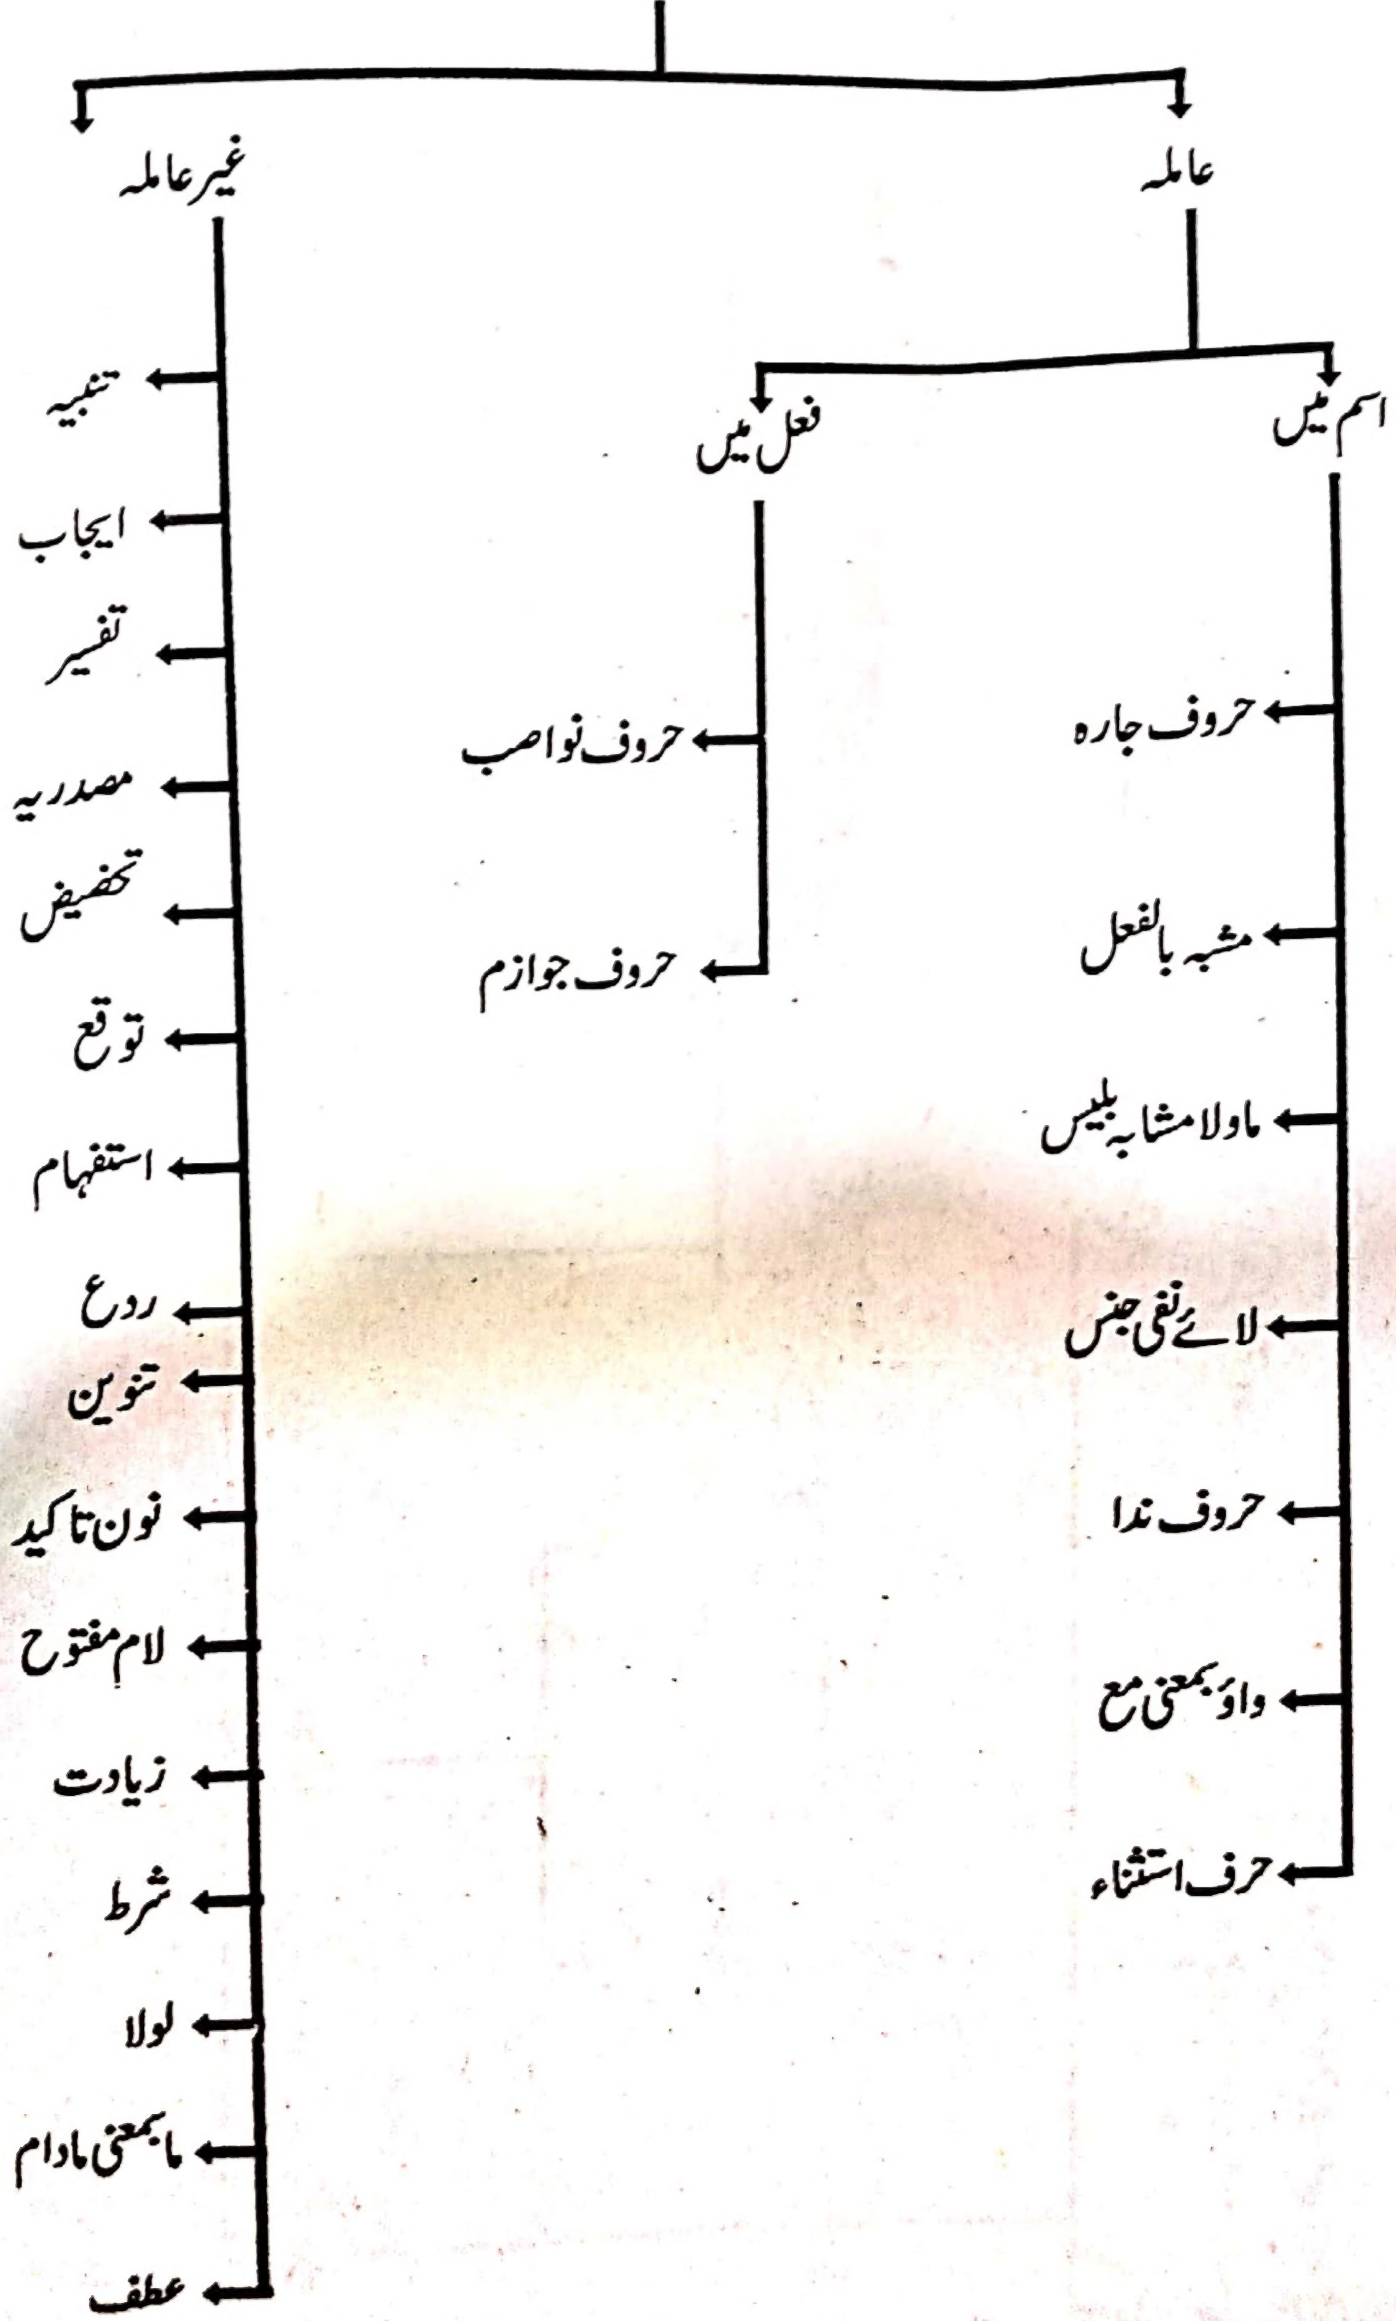 عاملہ
غیر عاملہ
اسم میں
فعل میں
حروف جارہ
مشبہ بالفعل
ماولا مشابہ بلیس
لائے نفی جنس
حروف ندا
واؤ بمعنی مع
حرف استثناء
حروف نواصب
حروف جوازم
تنبیہ
ایجاب
تفسیر
مصدریہ
تحضیض
توقع
استفہام
ردع
تنوین
نون تاکید
لام مفتوح
زیادت
شرط
لولا
ما بمعنی مادام
عطف